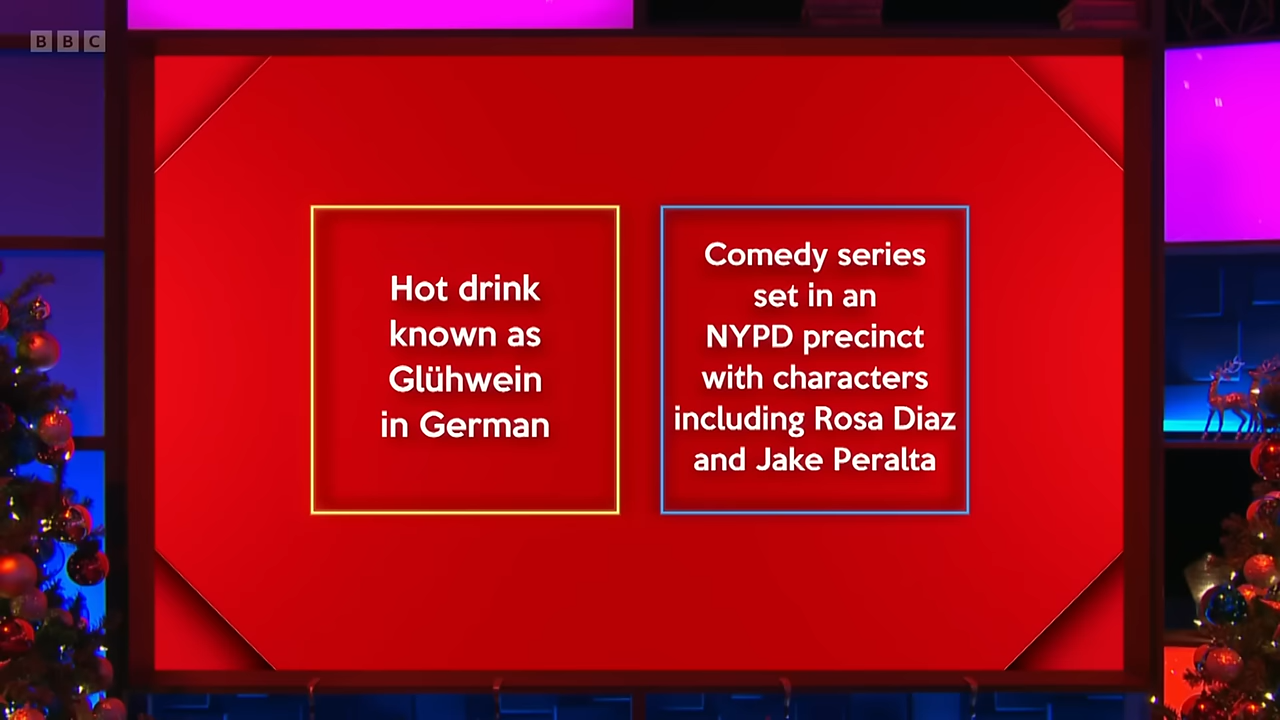 BBC
Hot drink
known as
Glühwein
in German
Comedy series
set in an
NYPD precinct
with characters
including Rosa Diaz
and Jake Peralta